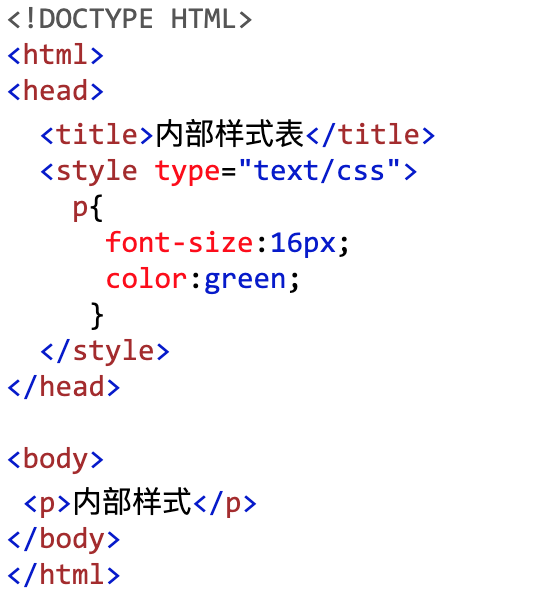 <!DOCTYPE HTML>
<html>
<head>
  <title>内部样式表</title>
  <style type="text/css">
    p{
      font-size:16px;
      color:green;
     }
  </style>
</head>

<body>
 <p>内部样式</p>
</body>
</html>